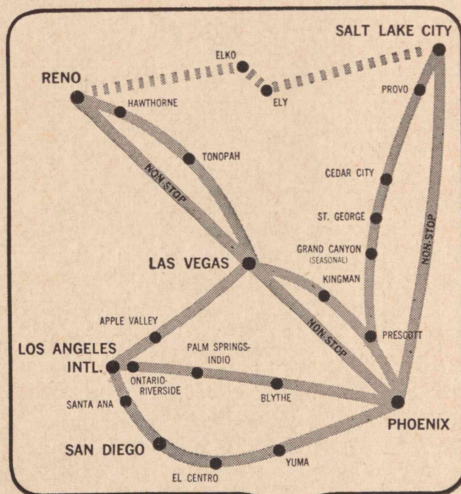 SALT LAKE CITY
ELKO
RENO
ELY
PROVO
HAWTHORNE
TONOPAH
NON-STOP
CEDAR CITY
ST. GEORGE
NON-STOP
GRAND CANYON
(SEASONAL)
LAS VEGAS
KINGMAN
NON-STOP
APPLE VALLEY
PRESCOTT
LOS ANGELES
INTL.
PALM SPRINGS-
INDIO
ONTARIO-
RIVERSIDE
BLYTHE
SANTA ANA
PHOENIX
SAN DIEGO
YUMA
EL CENTRO